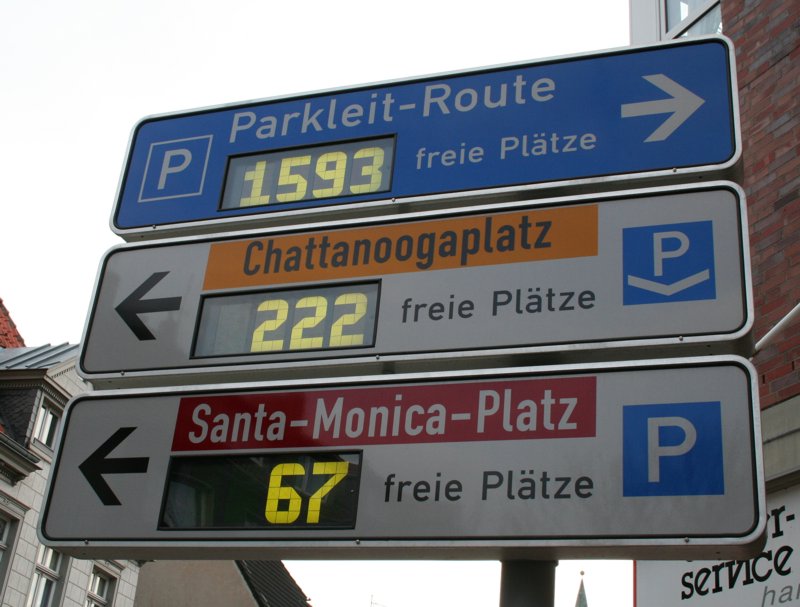 Parkleit-Route
P 1593 freie Plätze
Chattanoogaplatz
P
222 freie Plätze
Santa-Monica-Platz
P
67 freie Plätze
service